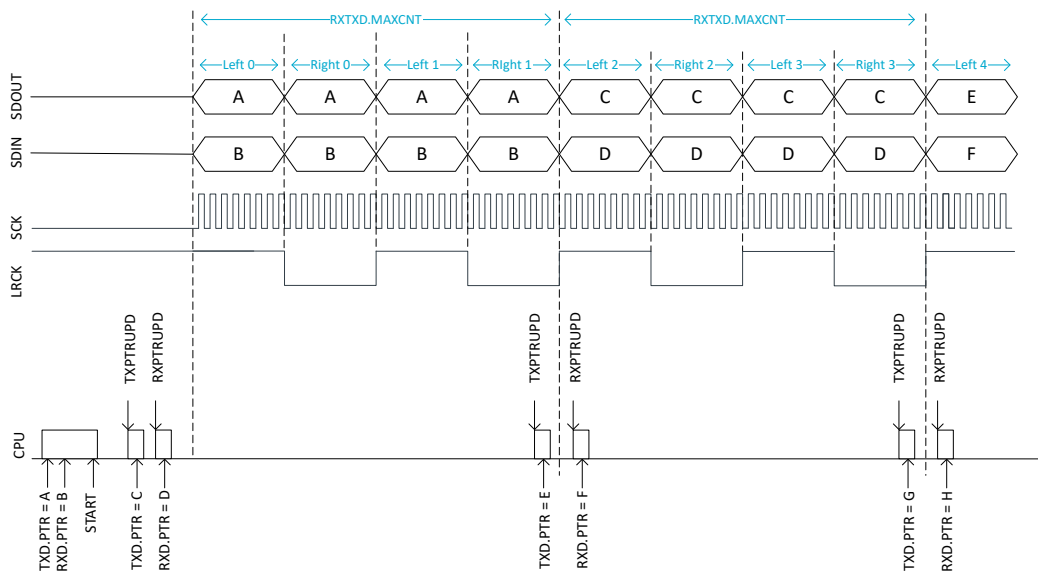 RXTXD.MAXCNT RXTXD.MAXCNT
Left 0 Right 0 Left 1 RIght 1 Left 2 Right 2 Left 3 Right 3 Left 4
SDOUT A A A A C C C C E
SDIN B B B B D D D D F
SCK
LRCK
TXPTRUPD RXPTRUPD TXPTRUPD RXPTRUPD TXPTRUPD RXPTRUPD
CPU
TXD.PTR = A RXD.PTR = B START TXD.PTR = C RXD.PTR = D TXD.PTR = E RXD.PTR = F TXD.PTR = G RXD.PTR = H